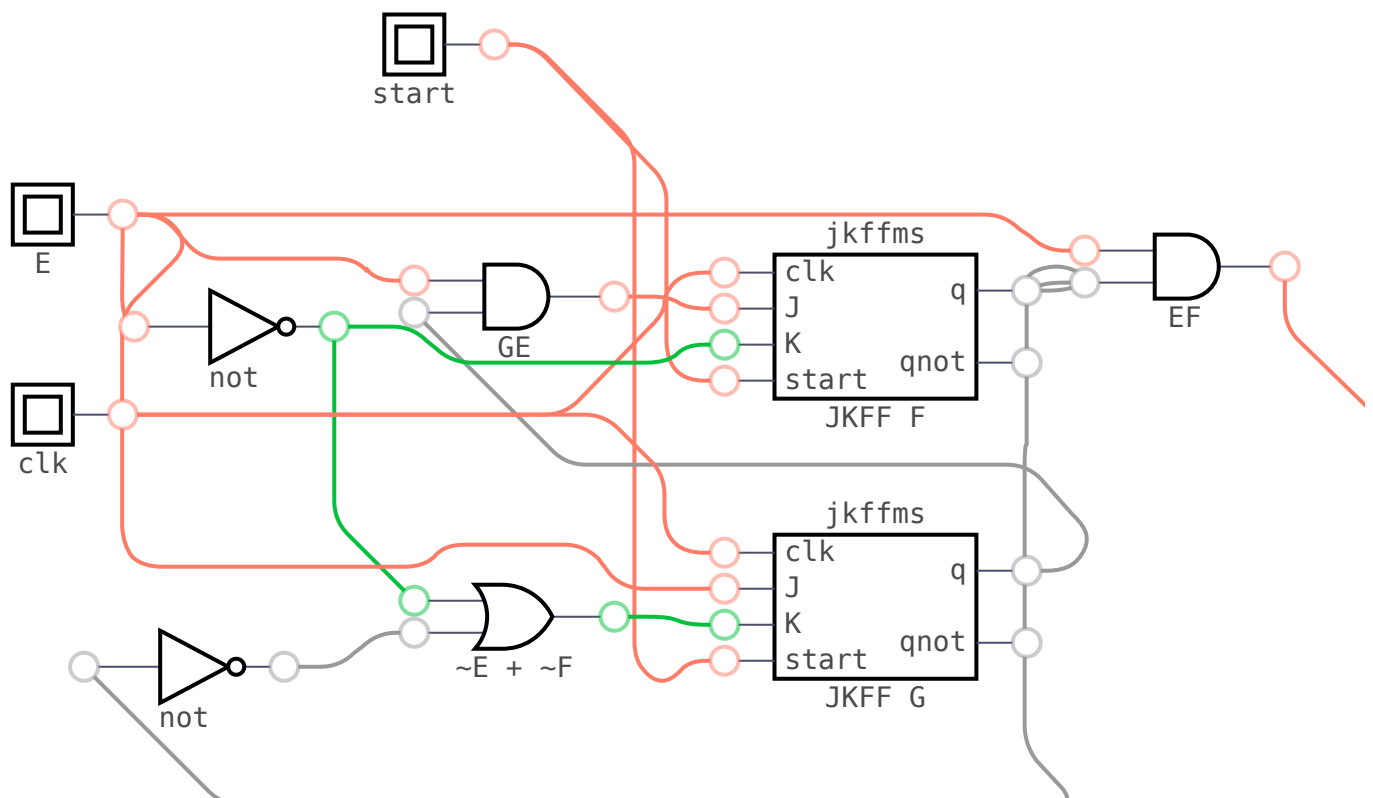 start
E
not
clk
GE
jkffms
clk
J
K
start
q
qnot
JKFF F
EF
jkffms
clk
J
K
start
q
qnot
JKFF G
~E + ~F
not